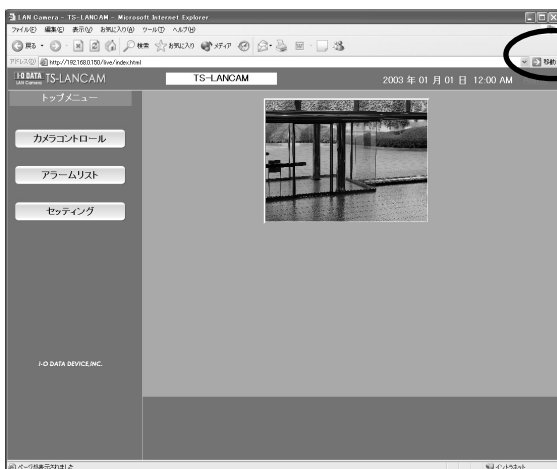 LAN Camera - TS-LANCAM - Microsoft Internet Explorer
ファイル(F) 編集(E) 表示(V) お気に入り(A) ツール(T) ヘルプ(H)
戻る 検索 お気に入り メディア
アドレス(D) http://192.168.0.150/live/index.html 移動
I-O DATA TS-LANCAM TS-LANCAM 2003 年 01 月 01 日 12:00 AM
LAN Camera
トップメニュー
カメラコントロール
アラームリスト
セッティング
I-O DATA DEVICE,INC.
ページが表示されました イントラネット